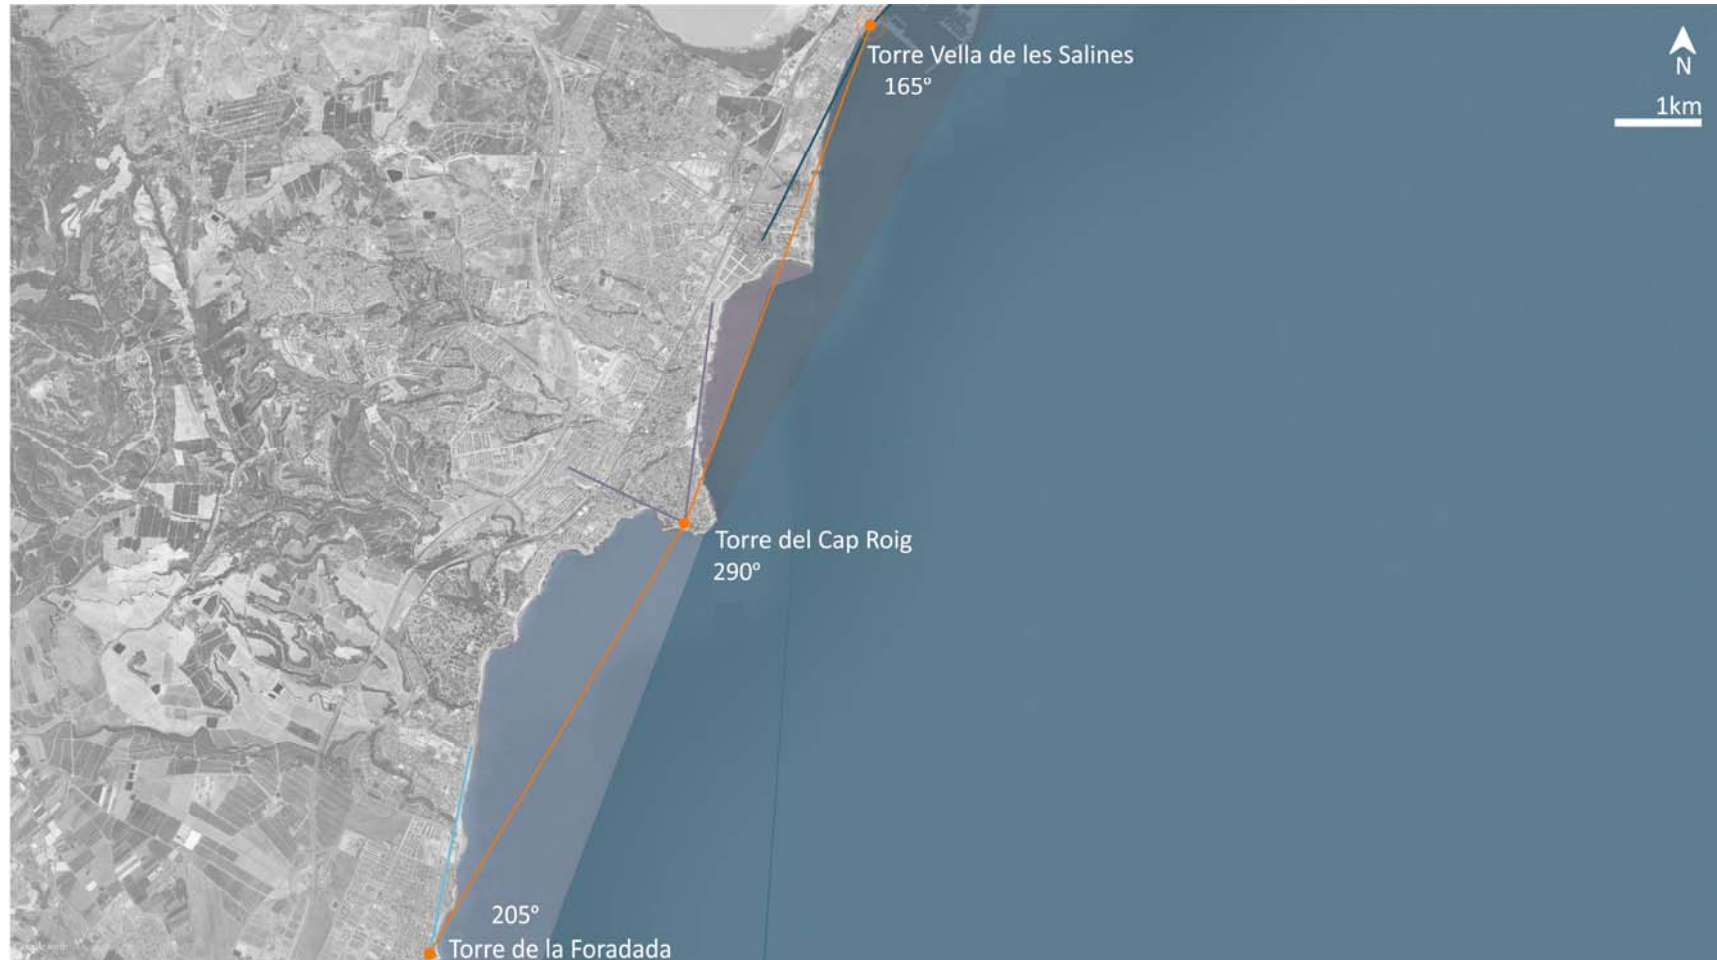 Torre Vella de les Salines
165º
N
1km
Torre del Cap Roig
290º
205º
Torre de la Foradada